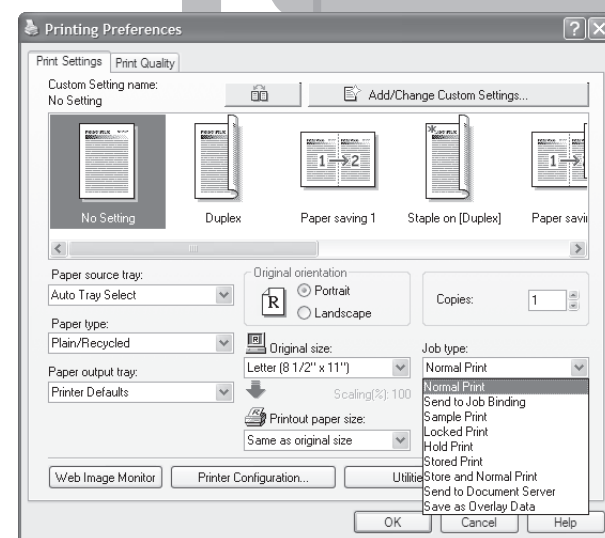 Printing Preferences
Print Settings
Print Quality
Custom Setting name:
No Setting
Add/Change Custom Settings...
No Setting
Duplex
Paper saving 1
Staple on [Duplex]
Paper savi
Paper source tray:
Auto Tray Select
Paper type:
Plain/Recycled
Paper output tray:
Printer Defaults
Original orientation
R
Portrait
Landscape
Original size:
Letter (8 1/2" x 11")
Scaling(%): 100
Printout paper size:
Same as original size
Copies:
1
Job type:
Normal Print
Normal Print
Send to Job Binding
Sample Print
Locked Print
Hold Print
Stored Print
Store and Normal Print
Send to Document Server
Save as Overlay Data
Web Image Monitor
Printer Configuration...
Utilitie
OK
Cancel
Help